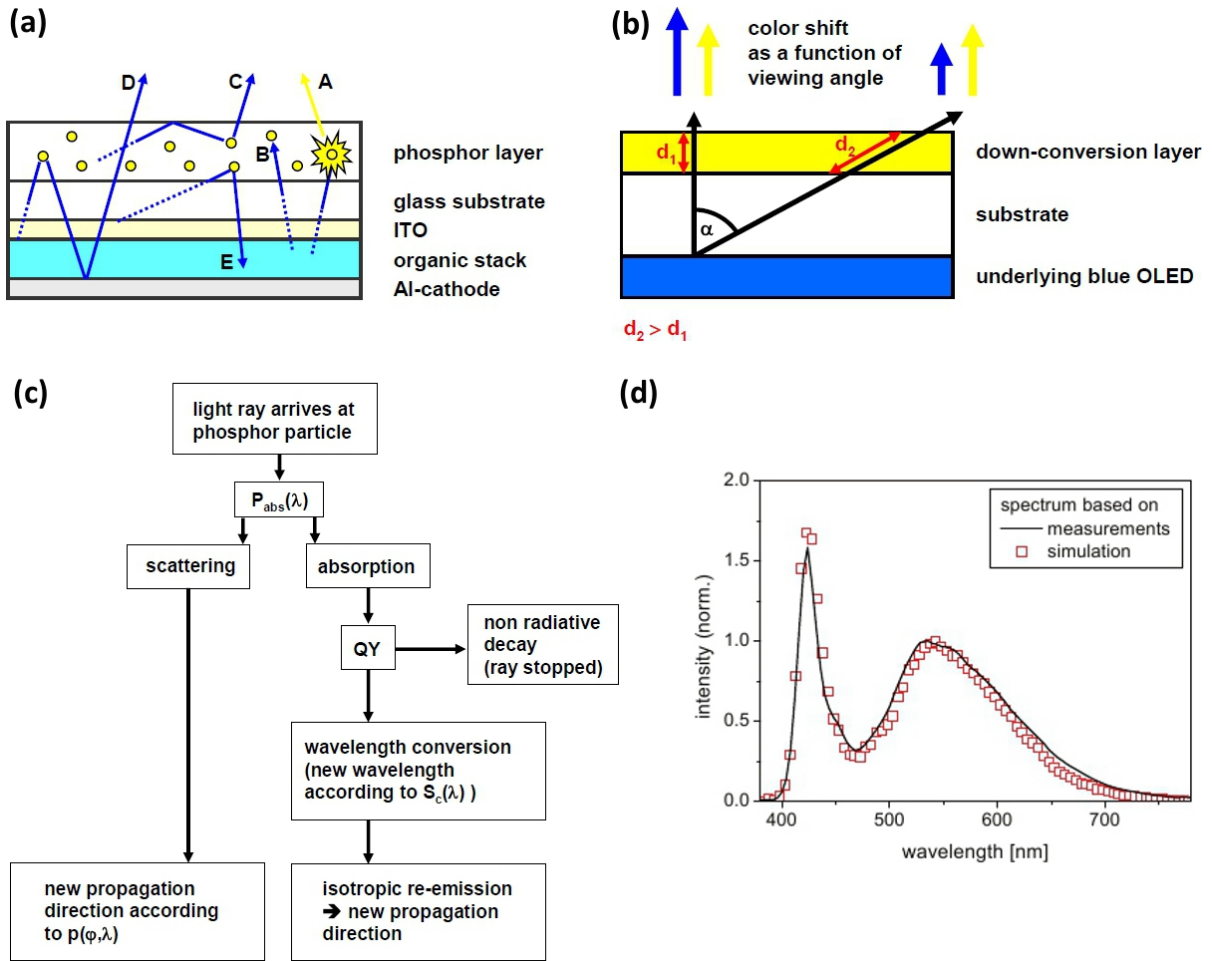 (a)
D
C
A
B
E
phosphor layer
glass substrate
ITO
organic stack
Al-cathode
(b)
color shift
as a function of
viewing angle
d1
d2
α
down-conversion layer
substrate
underlying blue OLED
d2 > d1
(c)
light ray arrives at
phosphor particle
Pabs(λ)
scattering
absorption
QY
non radiative
decay
(ray stopped)
wavelength conversion
(new wavelength
according to Sc(λ) )
new propagation
direction according
to p(φ,λ)
isotropic re-emission
➔ new propagation
direction
(d)
2.0
1.5
1.0
0.5
0.0
intensity (norm.)
spectrum based on
measurements
simulation
400
500
600
700
wavelength [nm]